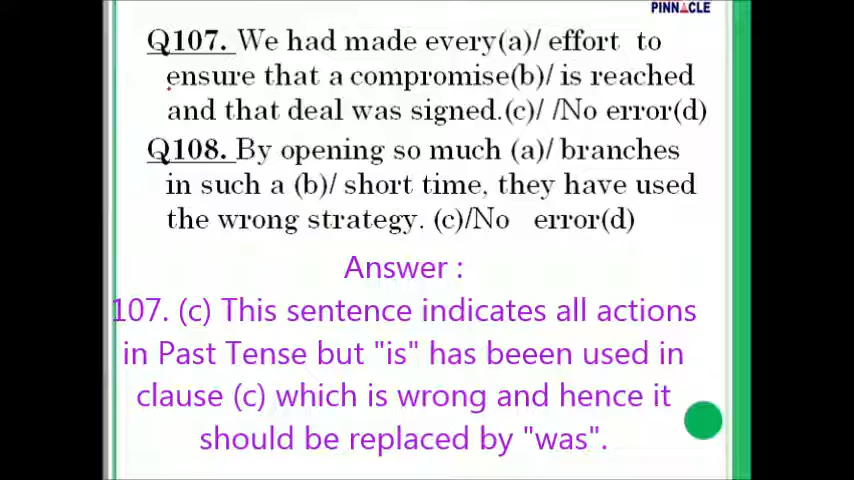 PINNACLE
Q107. We had made every(a)/ effort to
ensure that a compromise(b)/ is reached
and that deal was signed.(c)/ /No error(d)
Q108. By opening so much (a)/ branches
in such a (b)/ short time, they have used
the wrong strategy. (c)/No error(d)
Answer :
107. (c) This sentence indicates all actions
in Past Tense but "is" has beeen used in
clause (c) which is wrong and hence it
should be replaced by "was".